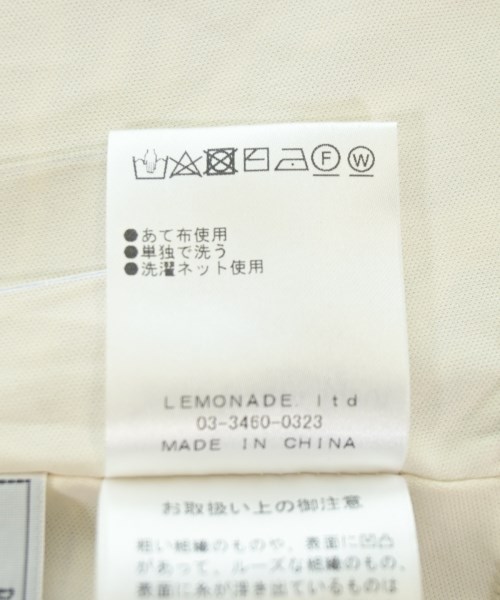 F W
●あて布使用
●単独で洗う
●洗濯ネット使用
LEMONADE. ltd
03-3460-0323
MADE IN CHINA
お取扱い上の御注意
粗い組織のものや、表面に凹凸
があって、ルーズな組織のもの、
表面に糸が浮き出ているものは